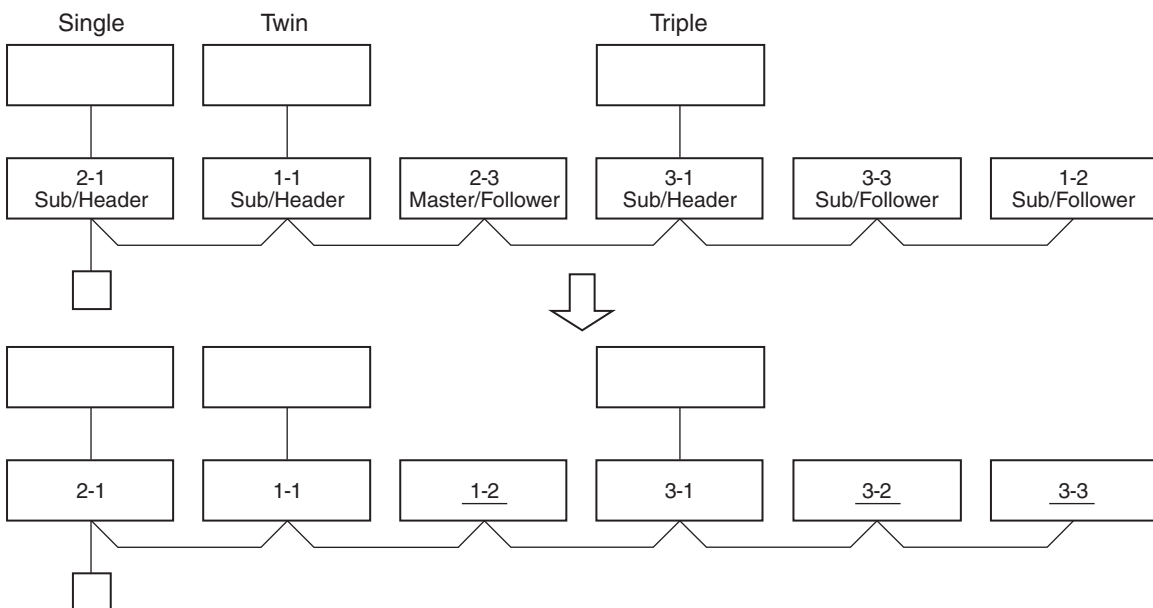 Single
Twin
Triple
2-1
Sub/Header
1-1
Sub/Header
2-3
Master/Follower
3-1
Sub/Header
3-3
Sub/Follower
1-2
Sub/Follower
2-1
1-1
1-2
3-1
3-2
3-3